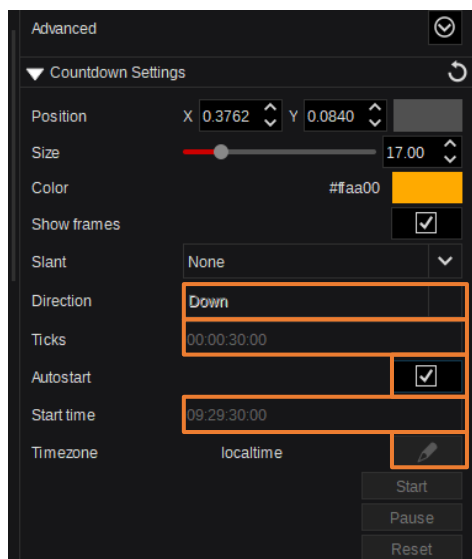 Advanced
Countdown Settings
Position X 0.3762 Y 0.0840
Size 17.00
Color #ffaa00
Show frames
Slant None
Direction Down
Ticks 00:00:30:00
Autostart
Start time 09:29:30:00
Timezone localtime
Start
Pause
Reset